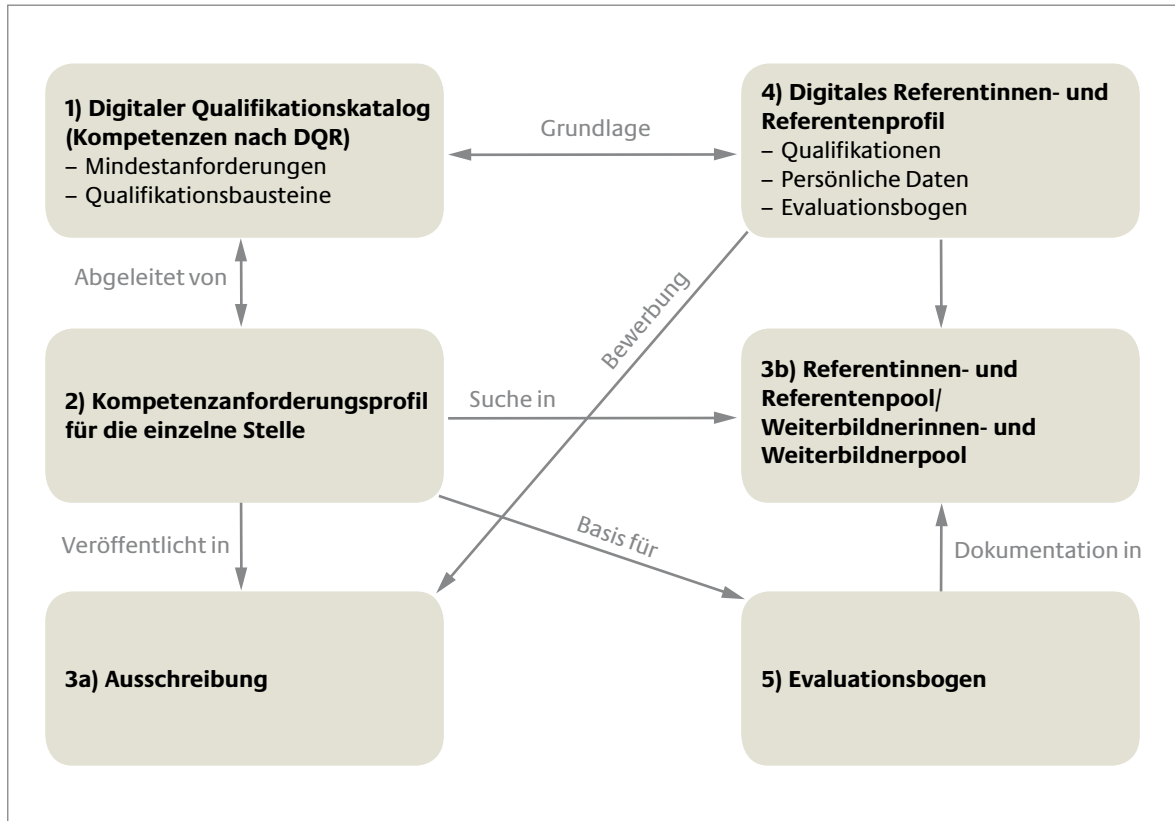 1) Digitaler Qualifikationskatalog
(Kompetenzen nach DQR)
– Mindestanforderungen
– Qualifikationsbausteine
Grundlage
4) Digitales Referentinnen- und
Referentenprofil
– Qualifikationen
– Persönliche Daten
– Evaluationsbogen
Abgeleitet von
Bewerbung
2) Kompetenzanforderungsprofil
für die einzelne Stelle
Suche in
3b) Referentinnen- und
Referentenpool/
Weiterbildnerinnen- und
Weiterbildnerpool
Veröffentlicht in
Basis für
Dokumentation in
3a) Ausschreibung
5) Evaluationsbogen